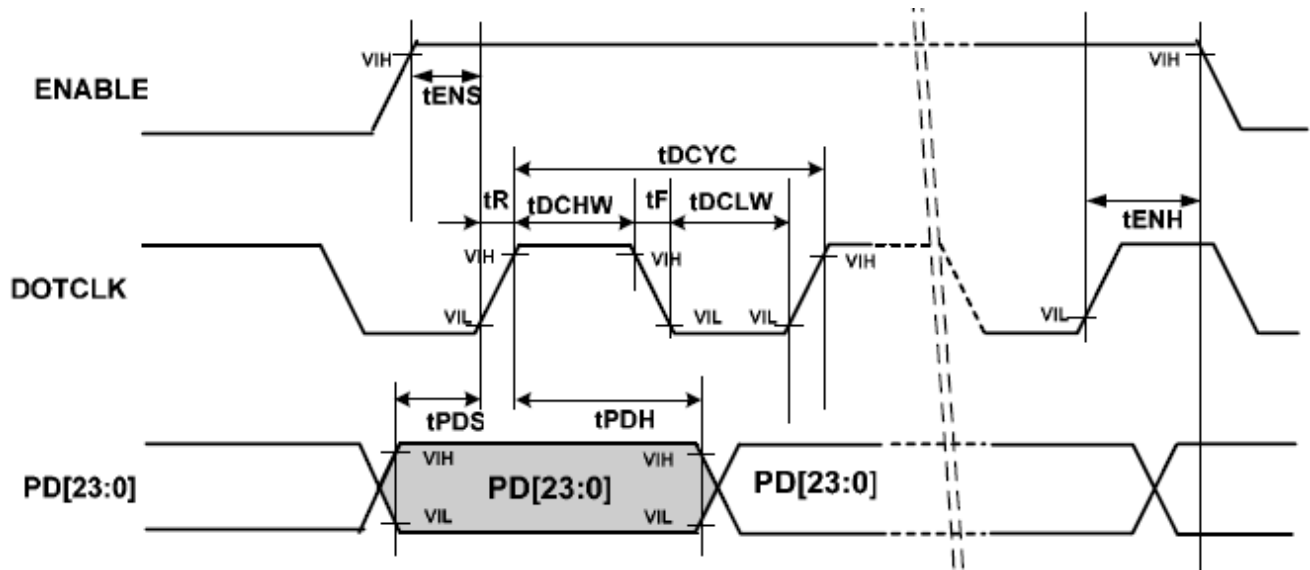 VIH
VIH
ENABLE
tENS
tDCYC
tR
tDCHW
tF
tDCLW
tENH
VIH
VIH
VIH
DOTCLK
VIL
VIL
VIL
VIL
tPDS
tPDH
VIH
VIH
PD[23:0]
PD[23:0]
PD[23:0]
VIL
VIL